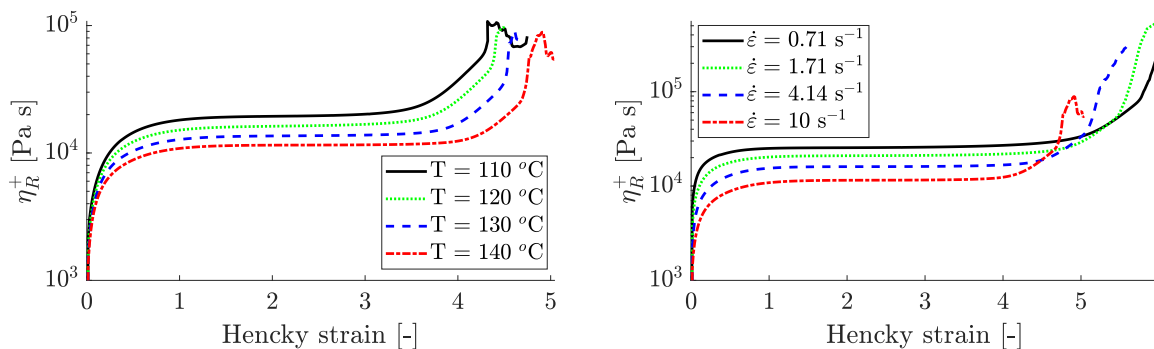 10^5
10^4
10^3
η_R^+ [Pa s]
0 1 2 3 4 5
Hencky strain [-]
T = 110 °C
T = 120 °C
T = 130 °C
T = 140 °C
10^5
10^4
10^3
η_R^+ [Pa s]
0 1 2 3 4 5
Hencky strain [-]
ε̇ = 0.71 s⁻¹
ε̇ = 1.71 s⁻¹
ε̇ = 4.14 s⁻¹
ε̇ = 10 s⁻¹